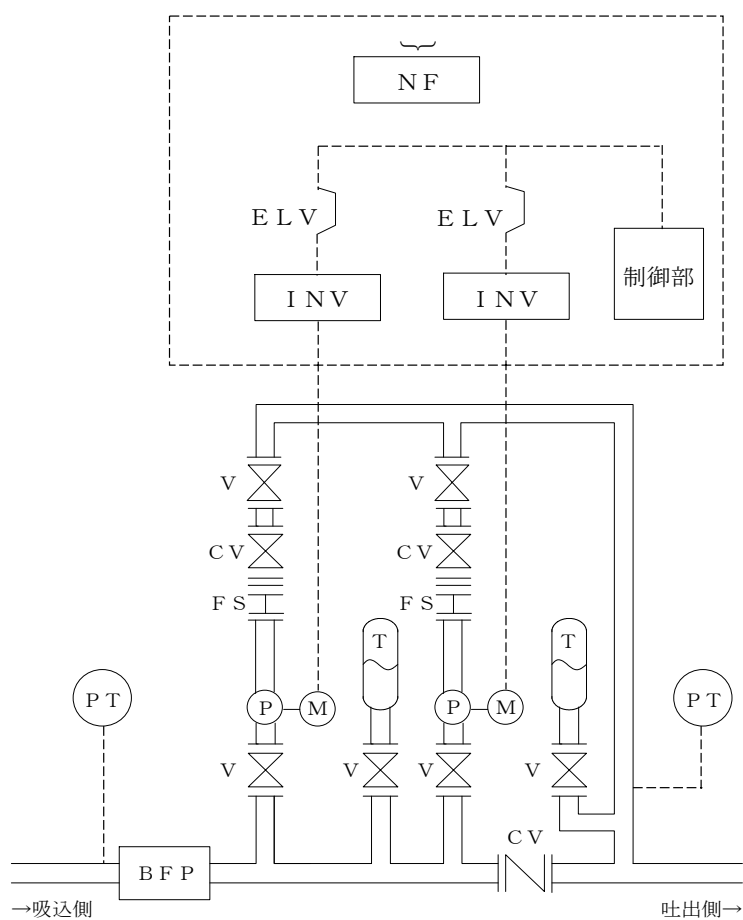 NF
ELV ELV
制御部
INV INV
V V
CV CV
FS FS
T T
PT P M P M PT
V V V V
CV
BFP
→吸込側 吐出側→